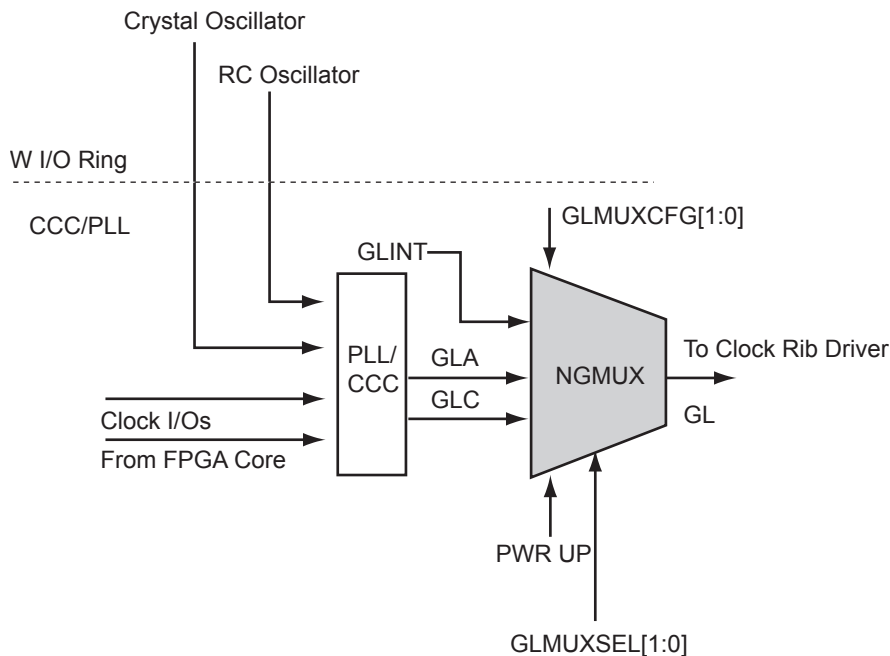 Crystal Oscillator
RC Oscillator
W I/O Ring
CCC/PLL
GLMUXCFG[1:0]
GLINT
PLL/
CCC
GLA
GLC
NGMUX
To Clock Rib Driver
GL
Clock I/Os
From FPGA Core
PWR UP
GLMUXSEL[1:0]